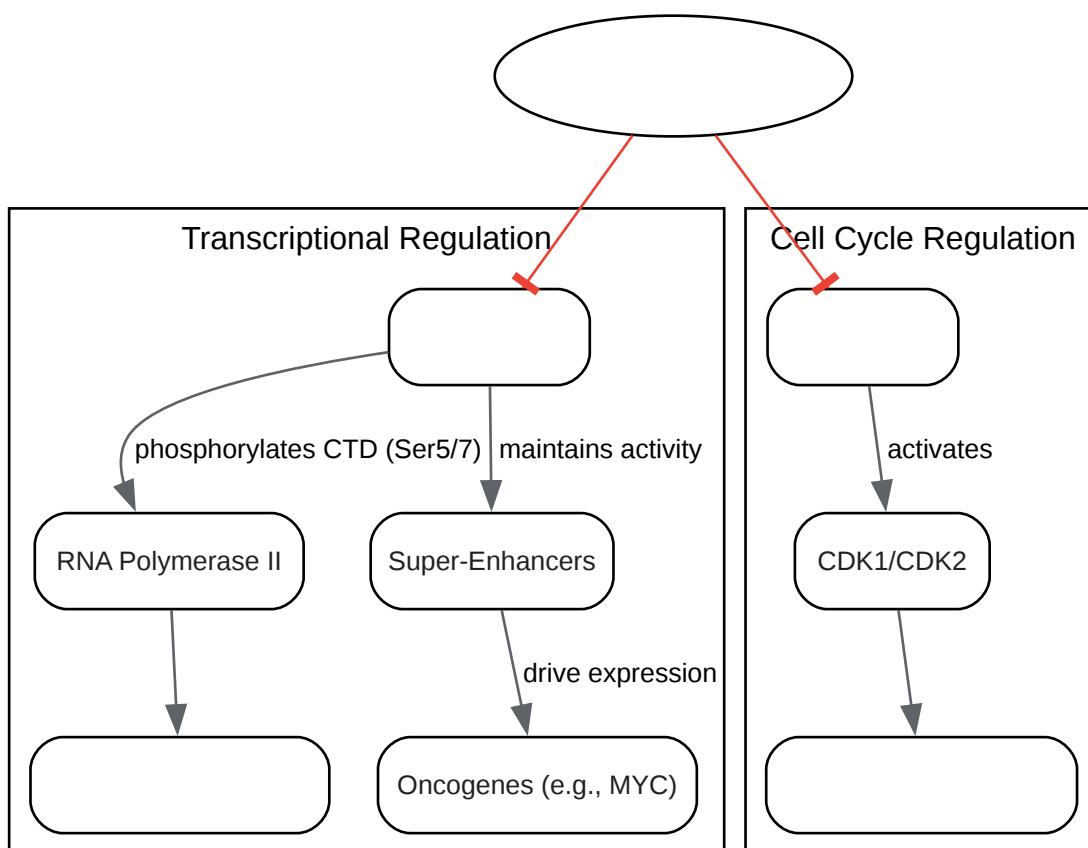 Transcriptional Regulation
Cell Cycle Regulation
phosphorylates CTD (Ser5/7)
maintains activity
activates
RNA Polymerase II
Super-Enhancers
CDK1/CDK2
drive expression
Oncogenes (e.g., MYC)